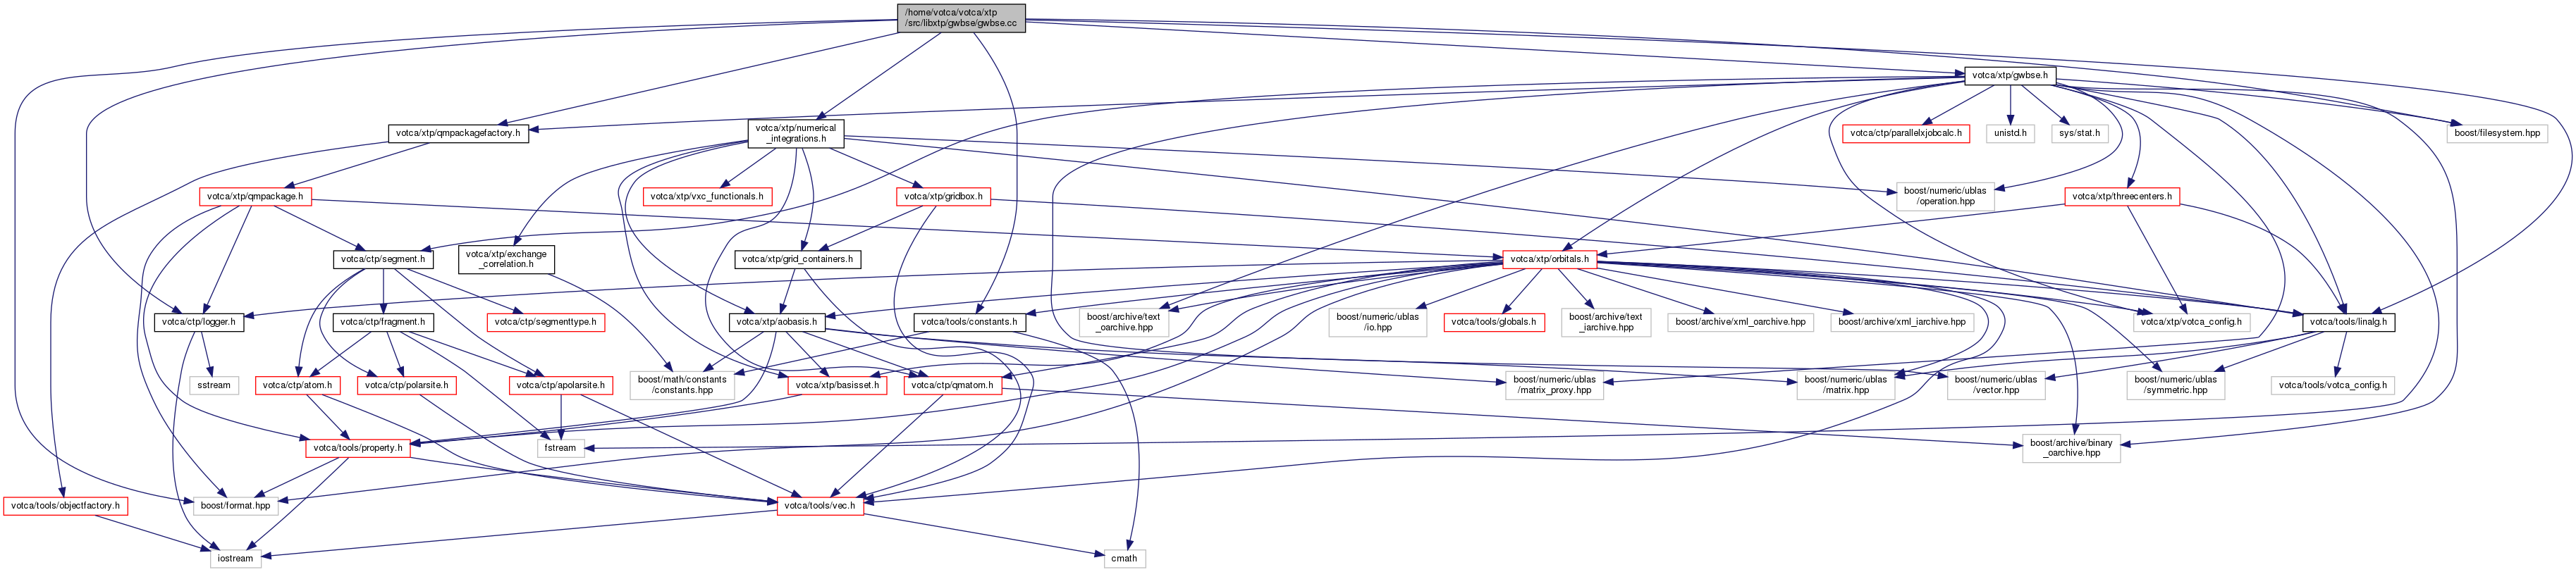 /home/votca/votca/xtp
/src/libxtp/gwbse/gwbse.cc
votca/xtp/gwbse.h
votca/xtp/qmpackagefactory.h
votca/xtp/numerical
_integrations.h
votca/ctp/parallelxjobcalc.h
unistd.h
sys/stat.h
boost/filesystem.hpp
votca/xtp/qmpackage.h
votca/xtp/vxc_functionals.h
votca/xtp/gridbox.h
boost/numeric/ublas
/operation.hpp
votca/xtp/threecenters.h
votca/ctp/segment.h
votca/xtp/exchange
_correlation.h
votca/xtp/grid_containers.h
votca/xtp/orbitals.h
votca/ctp/logger.h
votca/ctp/fragment.h
votca/ctp/segmenttype.h
votca/xtp/aobasis.h
votca/tools/constants.h
boost/archive/text
_oarchive.hpp
boost/numeric/ublas
/io.hpp
votca/tools/globals.h
boost/archive/text
_iarchive.hpp
boost/archive/xml_oarchive.hpp
boost/archive/xml_iarchive.hpp
votca/xtp/votca_config.h
votca/tools/linalg.h
sstream
votca/ctp/atom.h
votca/ctp/polarsite.h
votca/ctp/apolarsite.h
boost/math/constants
/constants.hpp
votca/xtp/basisset.h
votca/ctp/qmatom.h
boost/numeric/ublas
/matrix_proxy.hpp
boost/numeric/ublas
/matrix.hpp
boost/numeric/ublas
/vector.hpp
boost/numeric/ublas
/symmetric.hpp
votca/tools/votca_config.h
votca/tools/property.h
fstream
boost/archive/binary
_oarchive.hpp
votca/tools/objectfactory.h
boost/format.hpp
votca/tools/vec.h
iostream
cmath